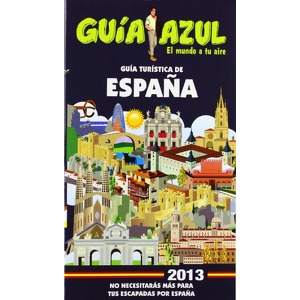 GUÍA AZUL
El mundo a tu aire
GUÍA TURÍSTICA DE
ESPAÑA
2013
NO NECESITARÁS MÁS PARA
TUS ESCAPADAS POR ESPAÑA